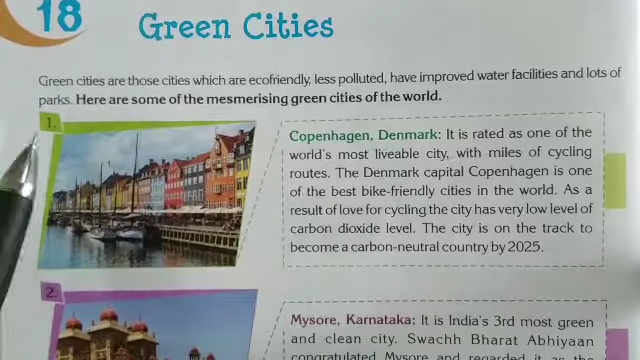 18
Green Cities
Green cities are those cities which are ecofriendly, less polluted, have improved water facilities and lots of
parks. Here are some of the mesmerising green cities of the world.
1.
Copenhagen, Denmark: It is rated as one of the
world's most liveable city, with miles of cycling
routes. The Denmark capital Copenhagen is one
of the best bike-friendly cities in the world. As a
result of love for cycling the city has very low level of
carbon dioxide level. The city is on the track to
become a carbon-neutral country by 2025.
2.
Mysore, Karnataka: It is India's 3rd most green
and clean city. Swachh Bharat Abhiyaan
congratulated Mysore and regarded it as the